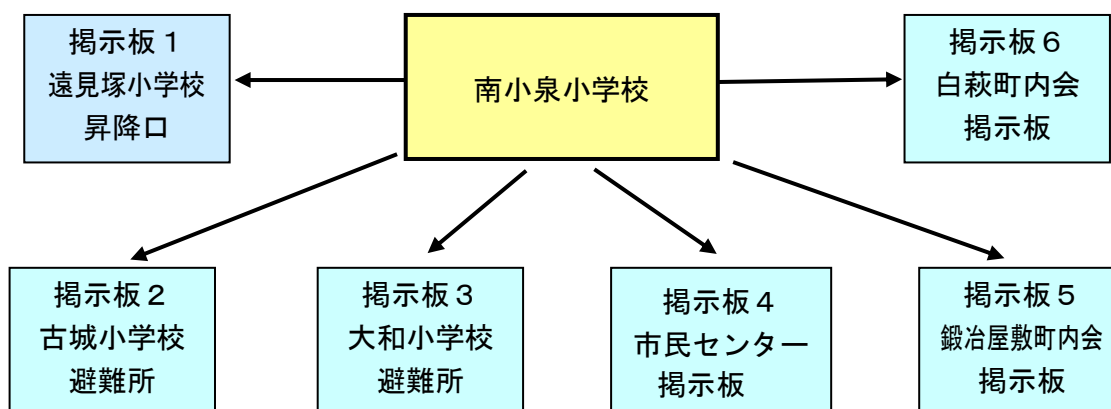 掲示板１
遠見塚小学校
昇降口
南小泉小学校
掲示板６
白萩町内会
掲示板
掲示板２
古城小学校
避難所
掲示板３
大和小学校
避難所
掲示板４
市民センター
掲示板
掲示板５
鍛冶屋敷町内会
掲示板